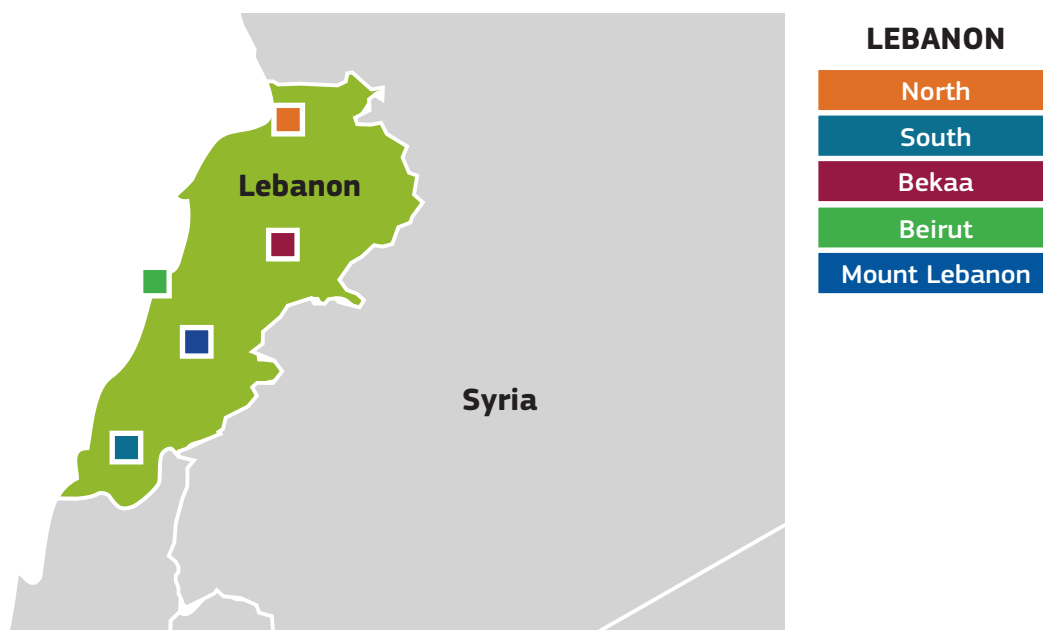 Lebanon
Syria
LEBANON
North
South
Bekaa
Beirut
Mount Lebanon